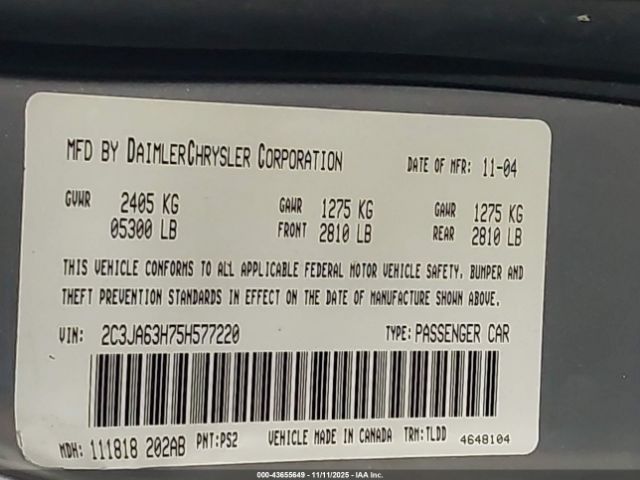 MFD BY DAIMLERCHRYSLER CORPORATION DATE OF MFR: 11-04
GVWR 2405 KG GAWR 1275 KG GAWR 1275 KG
05300 LB FRONT 2810 LB REAR 2810 LB
THIS VEHICLE CONFORMS TO ALL APPLICABLE FEDERAL MOTOR VEHICLE SAFETY, BUMPER AND
THEFT PREVENTION STANDARDS IN EFFECT ON THE DATE OF MANUFACTURE SHOWN ABOVE.
VIN: 2C3JA63H75H577220 TYPE: PASSENGER CAR
MDH: 111818 202AB PNT: PS2 VEHICLE MADE IN CANADA TRM: TLDD 4648104
000-43655649 - 11/11/2025 - IAA Inc.